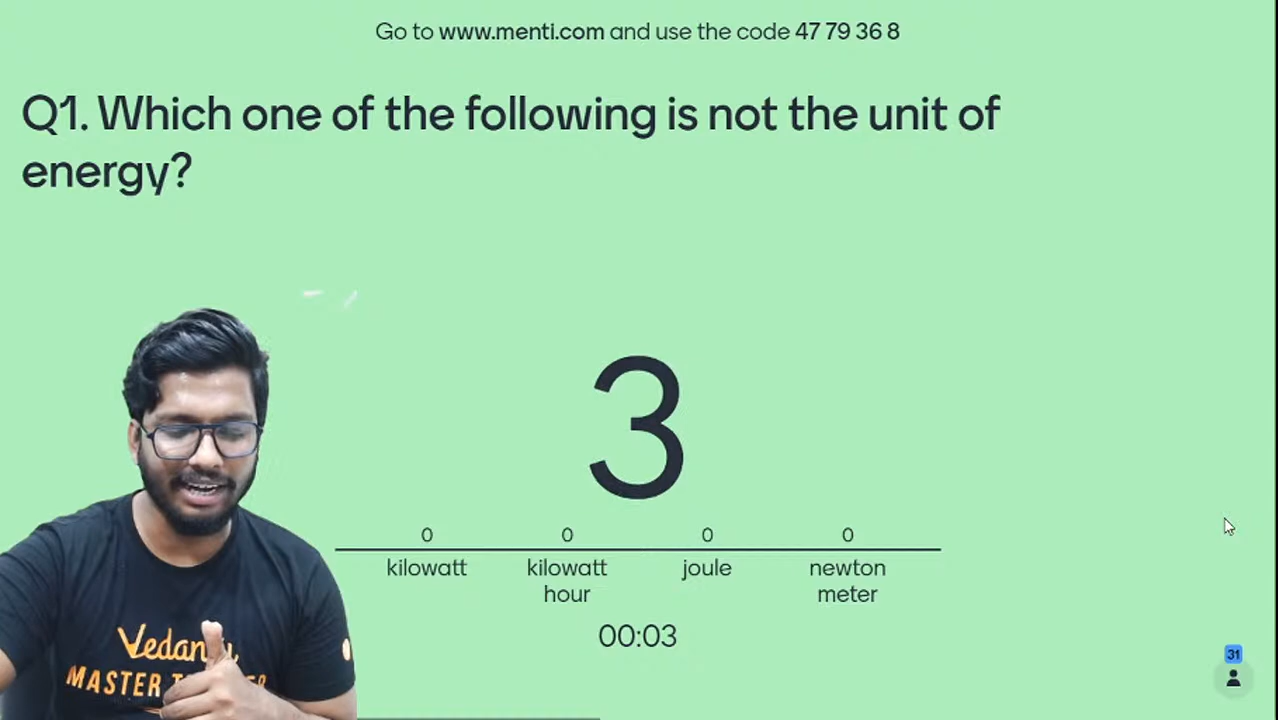 Go to www.menti.com and use the code 47 79 36 8
Q1. Which one of the following is not the unit of
energy?
3
0 0 0 0
kilowatt kilowatt joule newton
hour meter
00:03
31
MASTER